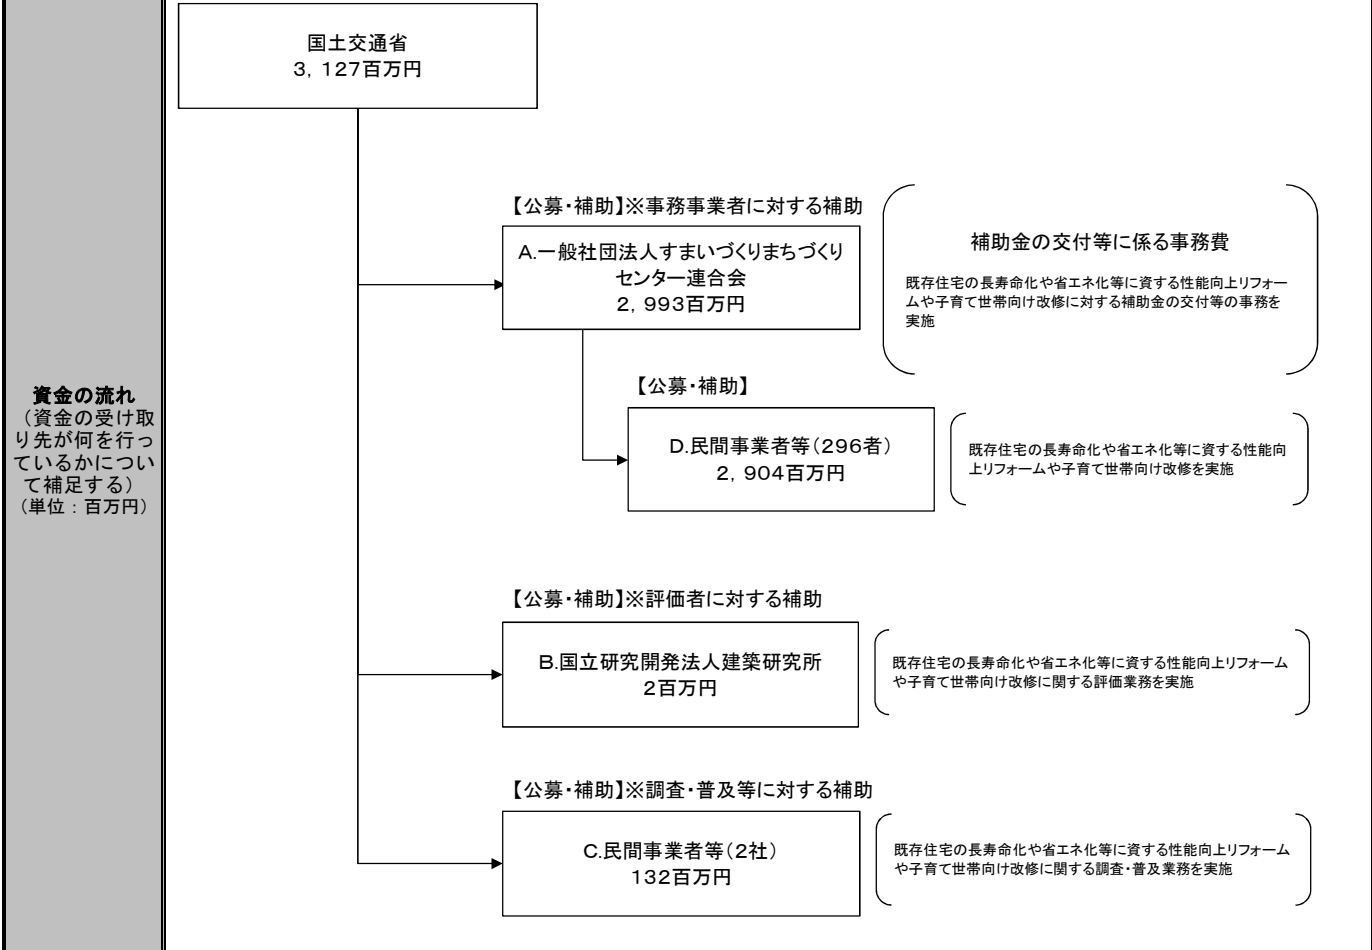 資金の流れ
（資金の受け取
り先が何を行っ
ているかについ
て補足する）
（単位：百万円）
国土交通省
3，127百万円
【公募・補助】※事務事業者に対する補助
A.一般社団法人すまいづくりまちづくり
センター連合会
2，993百万円
補助金の交付等に係る事務費
既存住宅の長寿命化や省エネ化等に資する性能向上リフォー
ムや子育て世帯向け改修に対する補助金の交付等の事務を
実施
【公募・補助】
D.民間事業者等（296者）
2，904百万円
既存住宅の長寿命化や省エネ化等に資する性能向
上リフォームや子育て世帯向け改修を実施
【公募・補助】※評価者に対する補助
B.国立研究開発法人建築研究所
2百万円
既存住宅の長寿命化や省エネ化等に資する性能向上リフォーム
や子育て世帯向け改修に関する評価業務を実施
【公募・補助】※調査・普及等に対する補助
C.民間事業者等（2社）
132百万円
既存住宅の長寿命化や省エネ化等に資する性能向上リフォーム
や子育て世帯向け改修に関する調査・普及業務を実施